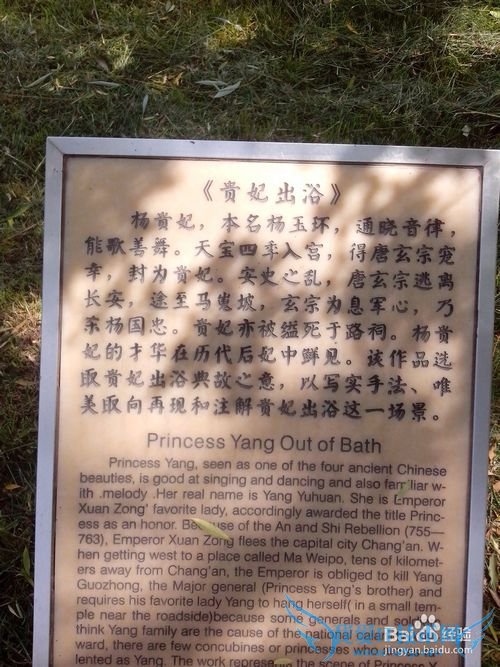 《贵妃出浴》
杨贵妃，本名杨玉环，通晓音律，
能歌善舞。天宝四年入宫，得唐玄宗宠
幸，封为贵妃。安史之乱，唐玄宗逃离
长安，途至马嵬坡，玄宗为息军心，乃
杀杨国忠。贵妃亦被缢死于路祠。杨贵
妃的才华在历代后妃中鲜见。该作品选
取贵妃出浴典故之意，以写实手法、唯
美取向再现和注解贵妃出浴这一场景。
Princess Yang Out of Bath
Princess Yang, seen as one of the four ancient Chinese
beauties, is good at singing and dancing and also familiar w-
ith .melody .Her real name is Yang Yuhuan. She is Emperor
Xuan Zong' favorite lady, accordingly awarded the title Princ-
ess as an honor. Because of the An and Shi Rebellion (755—
763), Emperor Xuan Zong flees the capital city Chang'an. W-
hen getting west to a place called Ma Weipo, tens of kilomet-
ers away from Chang'an, the Emperor is obliged to kill Yang
Guozhong, the Major general (Princess Yang's brother) and
requires his favorite lady Yang to hang herself( in a small tem-
ple near the roadside)because some
think Yang family are the cause of the national
ward, there are few concubines or princesses who
lented as Yang. The work represents a scene of Princess
Baidu 经验
jingyan.baidu.com